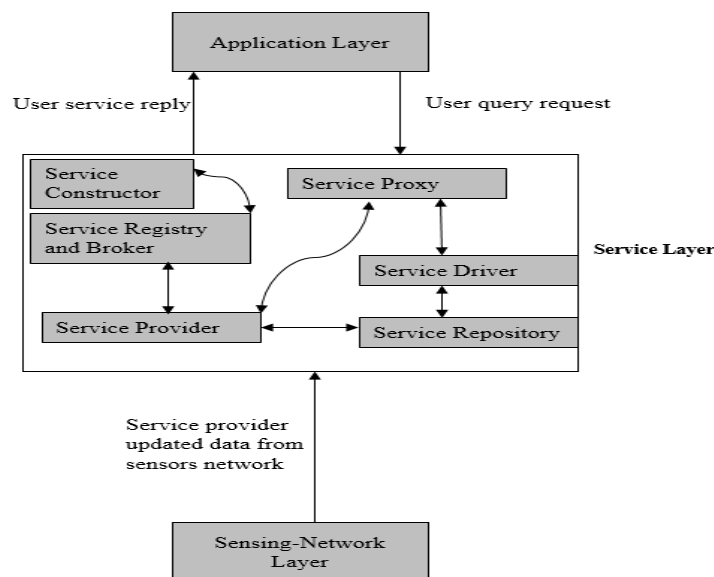 Application Layer
User service reply
User query request
Service
Constructor
Service Proxy
Service Registry
and Broker
Service Layer
Service Driver
Service Provider
Service Repository
Service provider
updated data from
sensors network
Sensing-Network
Layer